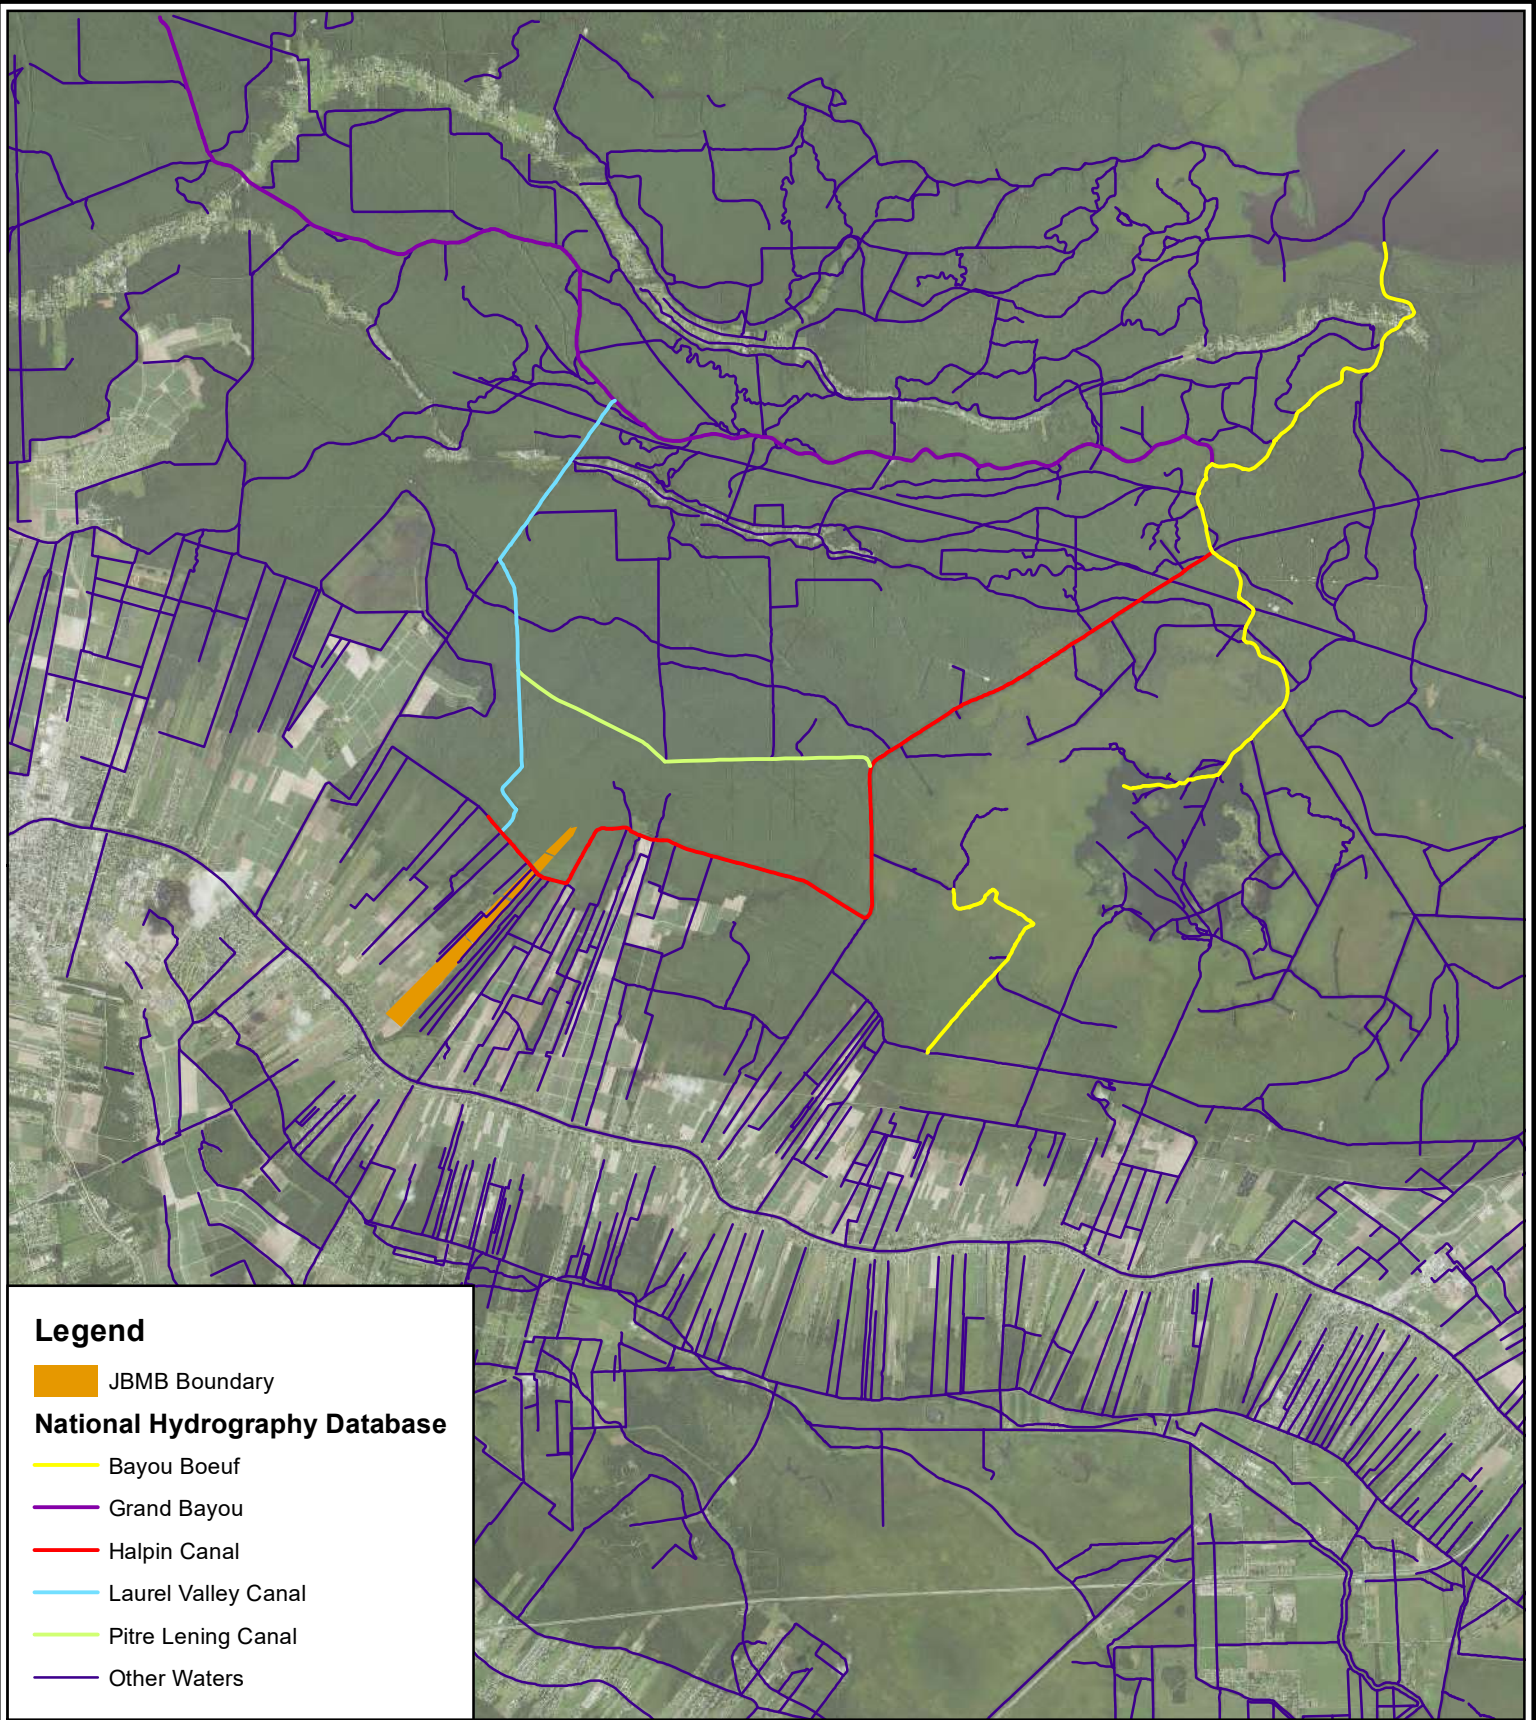 Legend
JBMB Boundary
National Hydrography Database
Bayou Boeuf
Grand Bayou
Halpin Canal
Laurel Valley Canal
Pitre Lening Canal
Other Waters